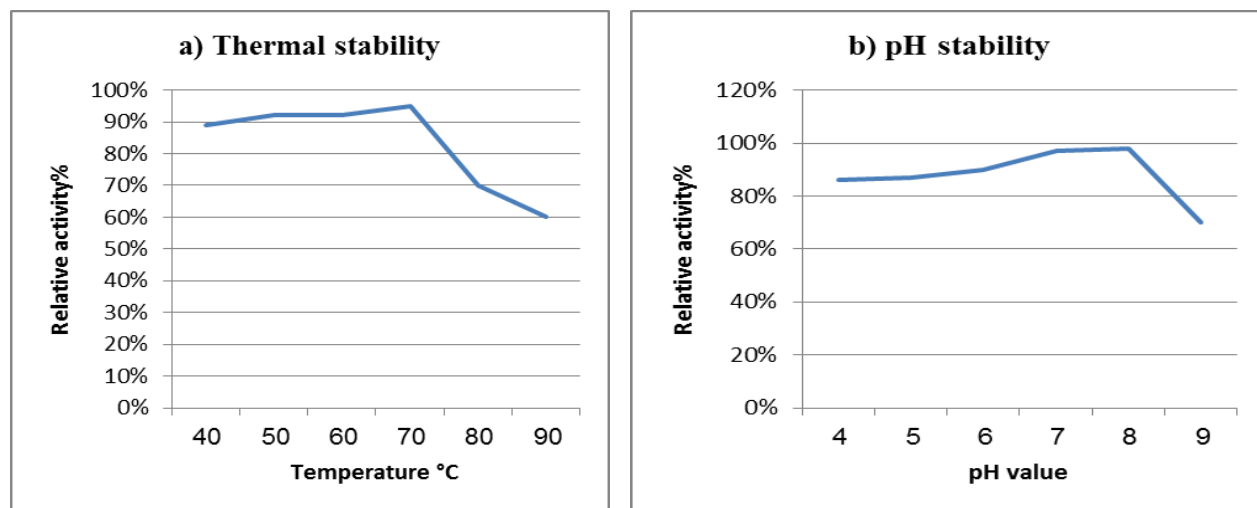 a) Thermal stability
100%
90%
80%
70%
60%
50%
40%
30%
20%
10%
0%
Relative activity%
40 50 60 70 80 90
Temperature °C
b) pH stability
120%
100%
80%
60%
40%
20%
0%
Relative activity%
4 5 6 7 8 9
pH value